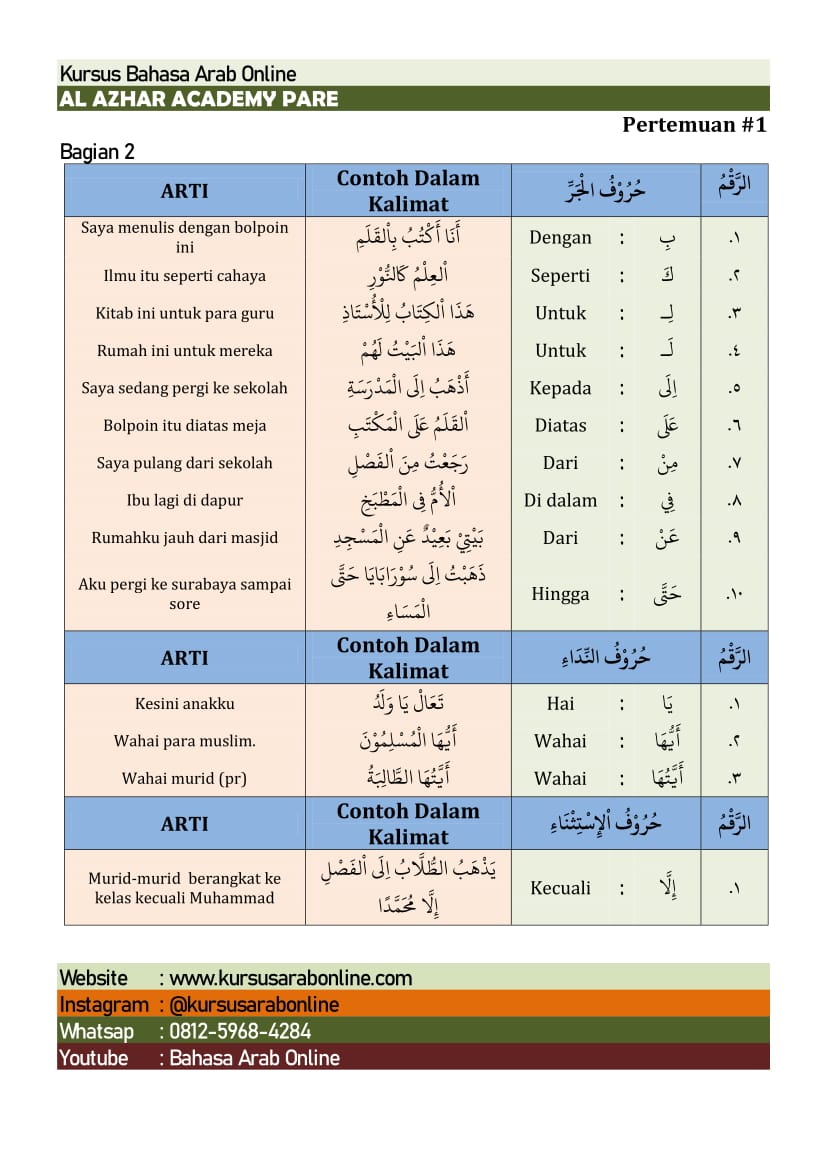 Kursus Bahasa Arab Online
AL AZHAR ACADEMY PARE
Pertemuan #1
Bagian 2
ARTI Contoh Dalam Kalimat حُرُوْفُ الْجَرِّ الرَّقْمُ
Saya menulis dengan bolpoin ini أَنَا أَكْتُبُ بِالْقَلَمِ Dengan : بِ ١.
Ilmu itu seperti cahaya اَلْعِلْمُ كَالنُّوْرِ Seperti : كَ ٢.
Kitab ini untuk para guru هَذَا اَلْكِتَابُ لِلْأُسْتَاذِ Untuk : لِـ ٣.
Rumah ini untuk mereka هَذَا اَلْبَيْتُ لَهُمْ Untuk : لَـ ٤.
Saya sedang pergi ke sekolah أَذْهَبُ اِلَى الْمَدْرَسَةِ Kepada : اِلَى ٥.
Bolpoin itu diatas meja اَلْقَلَمُ عَلَى الْمَكْتَبِ Diatas : عَلَى ٦.
Saya pulang dari sekolah رَجَعْتُ مِنَ اَلْفَصْلِ Dari : مِنْ ٧.
Ibu lagi di dapur اَلْأُمُّ فِى الْمَطْبَخِ Di dalam : فِي ٨.
Rumahku jauh dari masjid بَيْتِيْ بَعِيْدٌ عَنِ الْمَسْجِدِ Dari : عَنْ ٩.
Aku pergi ke surabaya sampai sore ذَهَبْتُ اِلَى سُوْرَابَايَا حَتَّى الْمَسَاءِ Hingga : حَتَّى ١٠.
ARTI Contoh Dalam Kalimat حُرُوْفُ النِّدَاءِ الرَّقْمُ
Kesini anakku تَعَالْ يَا وَلَدُ Hai : يَا ١.
Wahai para muslim. أَيُّهَا الْمُسْلِمُوْنَ Wahai : أَيُّهَا ٢.
Wahai murid (pr) أَيَّتُهَا الطَّالِبَةُ Wahai : أَيَّتُهَا ٣.
ARTI Contoh Dalam Kalimat حُرُوْفُ اَلْإِسْتِثْنَاءِ الرَّقْمُ
Murid-murid berangkat ke kelas kecuali Muhammad يَذْهَبُ الطُّلَّابُ اِلَى اَلْفَصْلِ إِلَّا مُحَمَّدًا Kecuali : إِلَّا ١.
Website : www.kursusarabonline.com
Instagram : @kursusarabonline
Whatsap : 0812-5968-4284
Youtube : Bahasa Arab Online